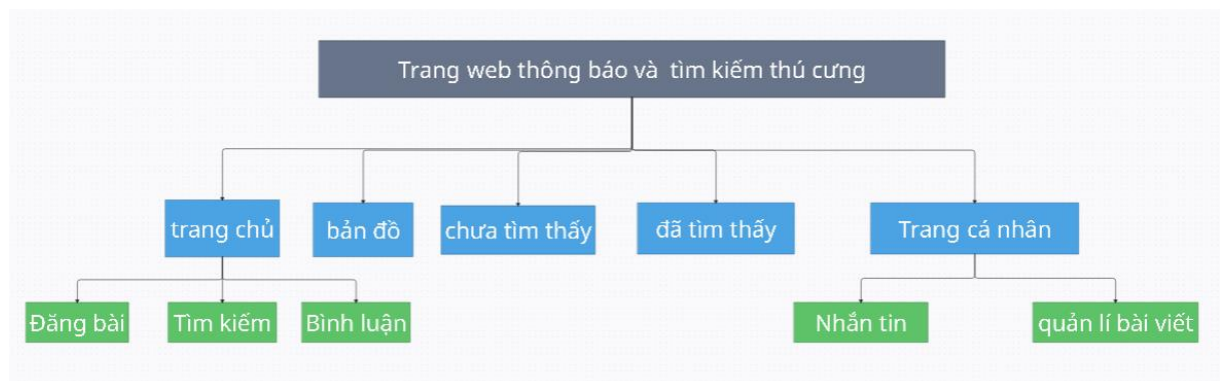 Trang web thông báo và tìm kiếm thú cưng
trang chủ
bản đồ
chưa tìm thấy
đã tìm thấy
Trang cá nhân
Đăng bài
Tìm kiếm
Bình luận
Nhắn tin
quản lí bài viết